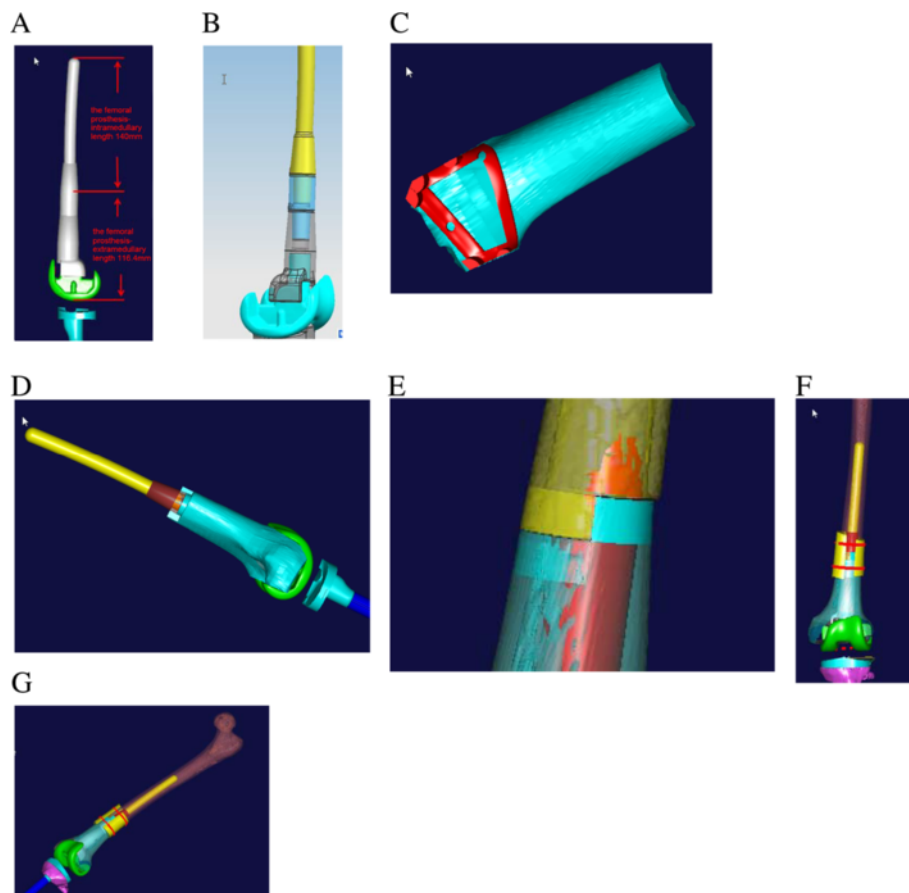 A
B
C
the femoral
prosthesis-
intramedullary
length 140mm
the femoral
prosthesis-
extramedullary
length 116.4mm
D
E
F
G